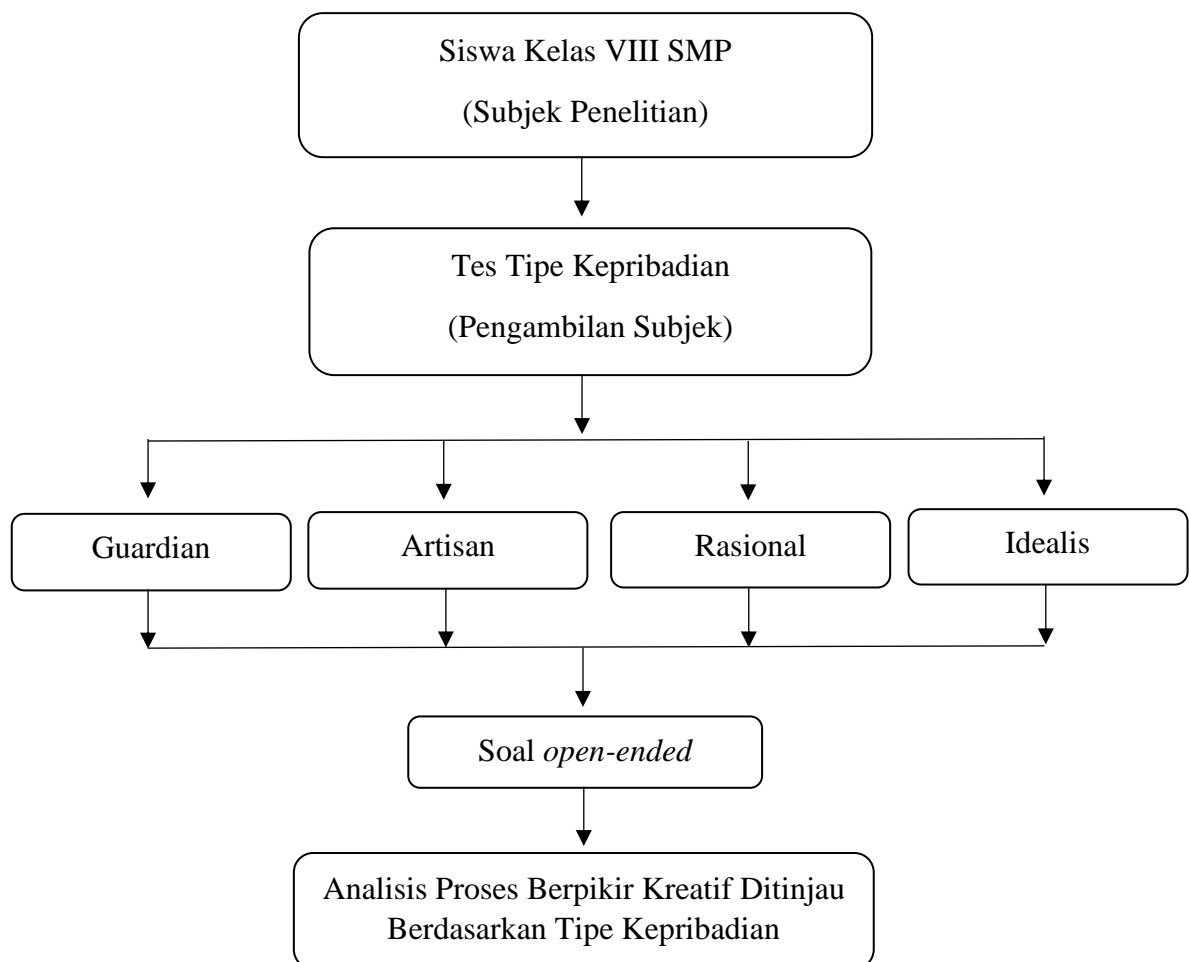 Siswa Kelas VIII SMP
(Subjek Penelitian)
Tes Tipe Kepribadian
(Pengambilan Subjek)
Guardian
Artisan
Rasional
Idealis
Soal open-ended
Analisis Proses Berpikir Kreatif Ditinjau
Berdasarkan Tipe Kepribadian